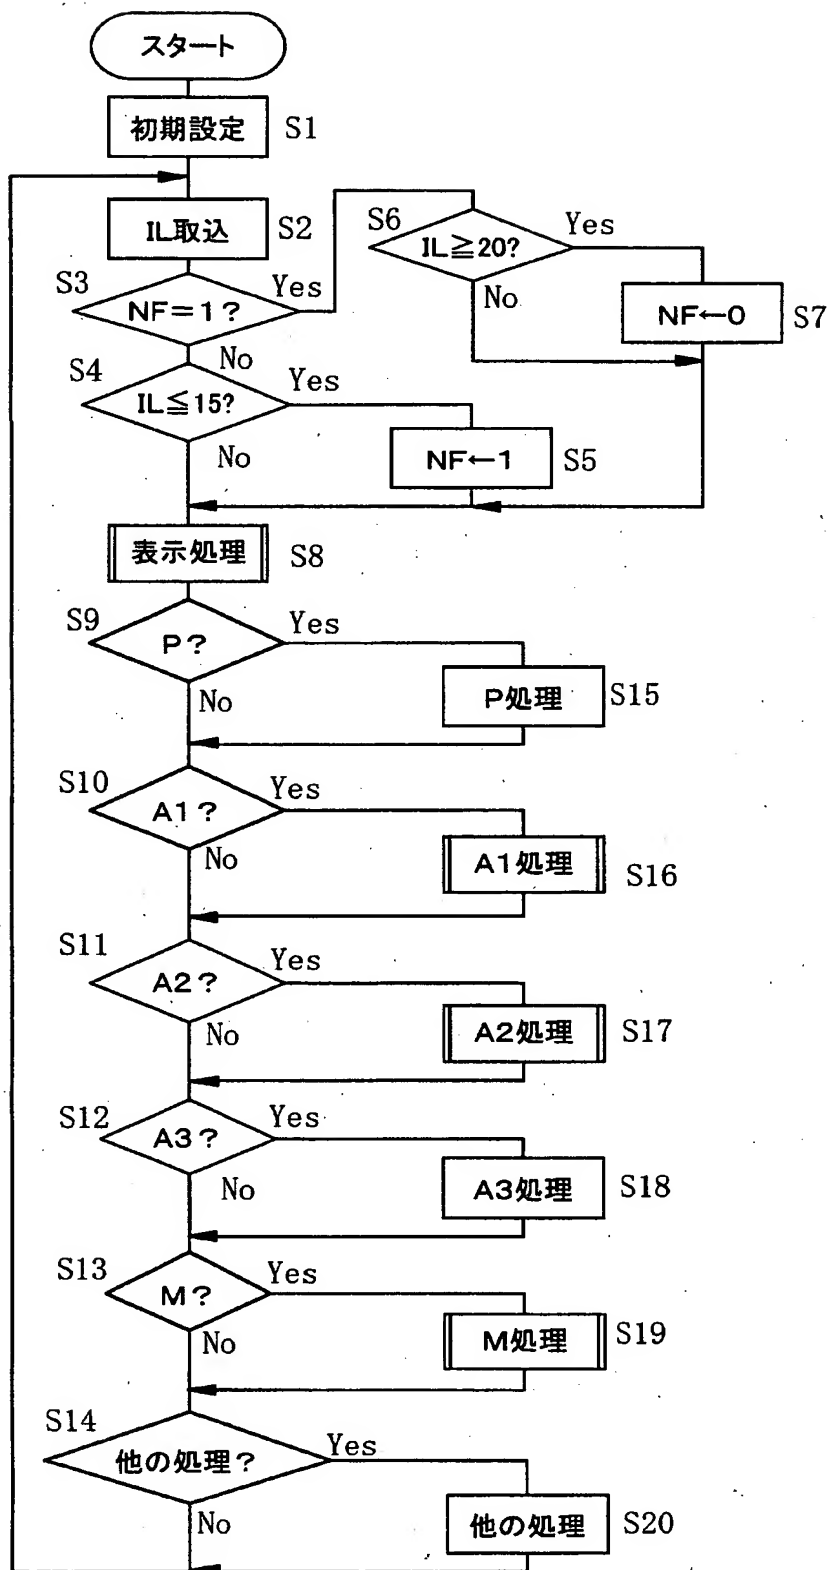 スタート
初期設定 S1
IL取込 S2
S3 NF=1? Yes
No
S6 IL≧20? Yes
No
NF←0 S7
S4 IL≦15? Yes
No
NF←1 S5
表示処理 S8
S9 P? Yes
No
P処理 S15
S10 A1? Yes
No
A1処理 S16
S11 A2? Yes
No
A2処理 S17
S12 A3? Yes
No
A3処理 S18
S13 M? Yes
No
M処理 S19
S14 他の処理? Yes
No
他の処理 S20